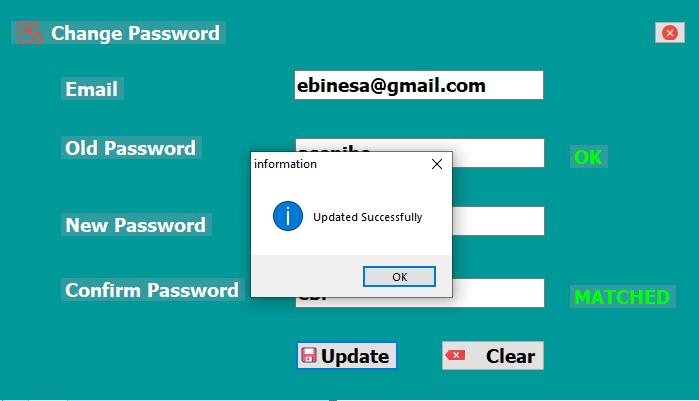 Change Password
Email
ebinesa@gmail.com
Old Password
OK
information
Updated Successfully
OK
New Password
Confirm Password
MATCHED
Update
Clear